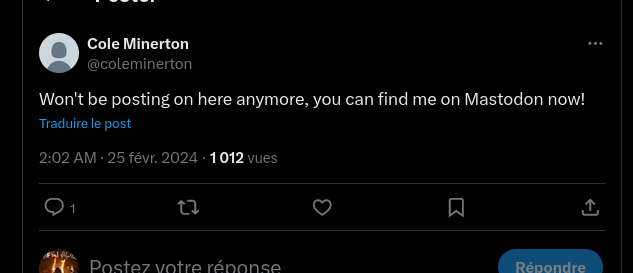 Poster
Cole Minerton
@coleminerton
Won't be posting on here anymore, you can find me on Mastodon now!
Traduire le post
2:02 AM · 25 févr. 2024 · 1 012 vues
1
Postez votre réponse
Répondre